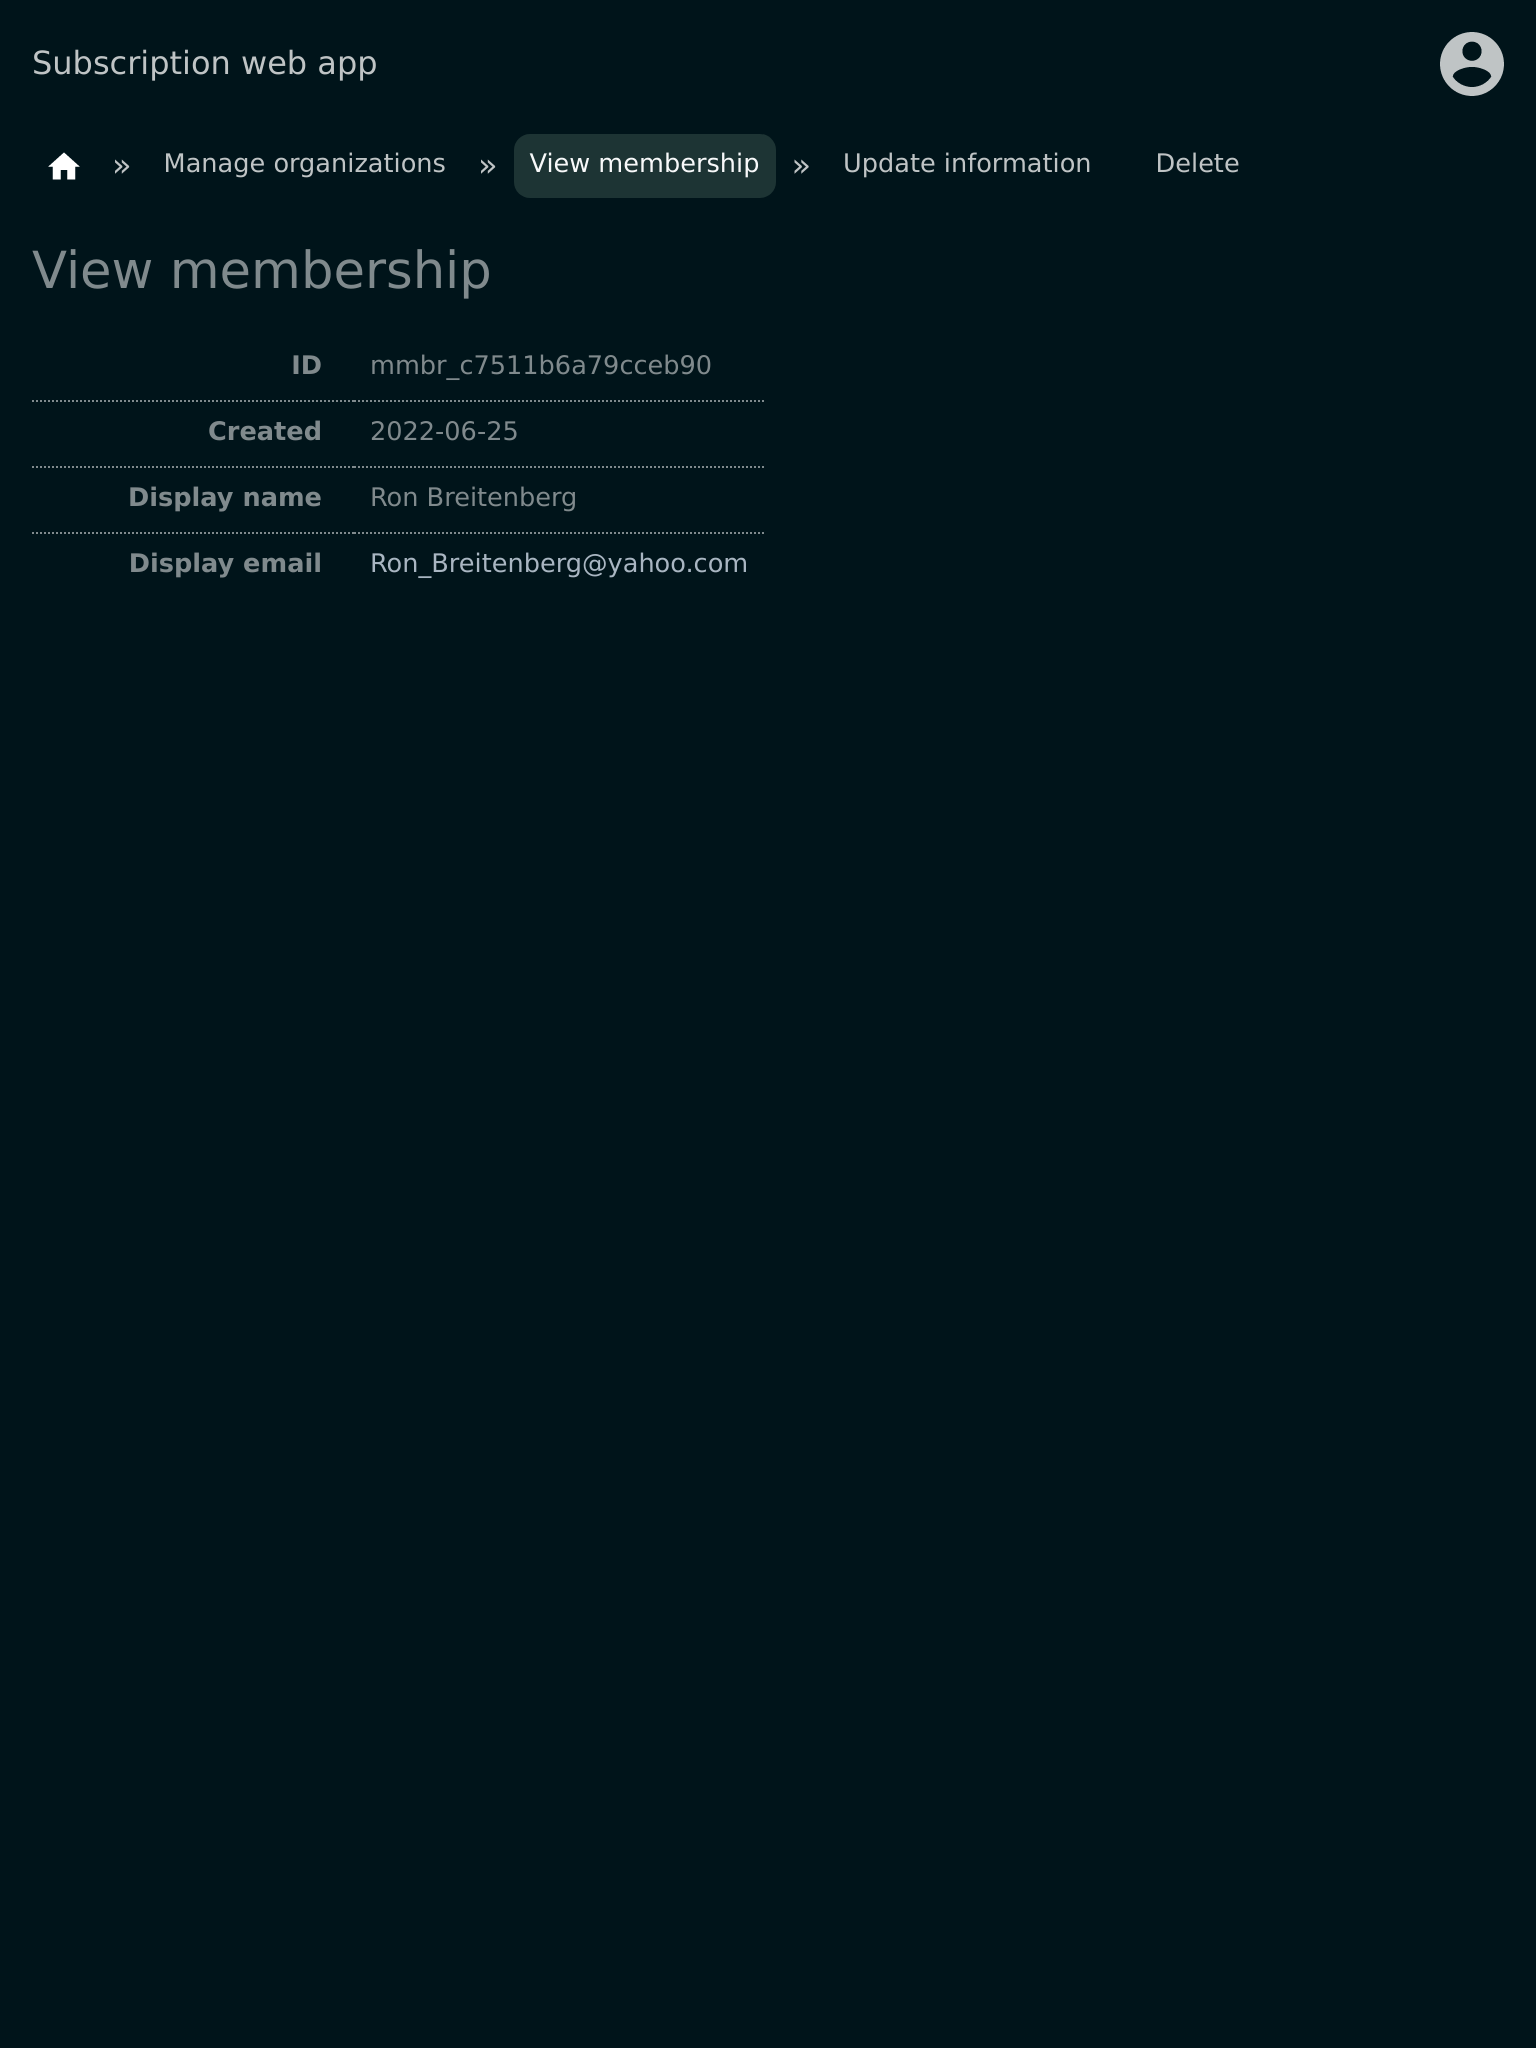 Subscription web app
» Manage organizations » View membership » Update information Delete
View membership
ID mmbr_c7511b6a79cceb90
Created 2022-06-25
Display name Ron Breitenberg
Display email Ron_Breitenberg@yahoo.com